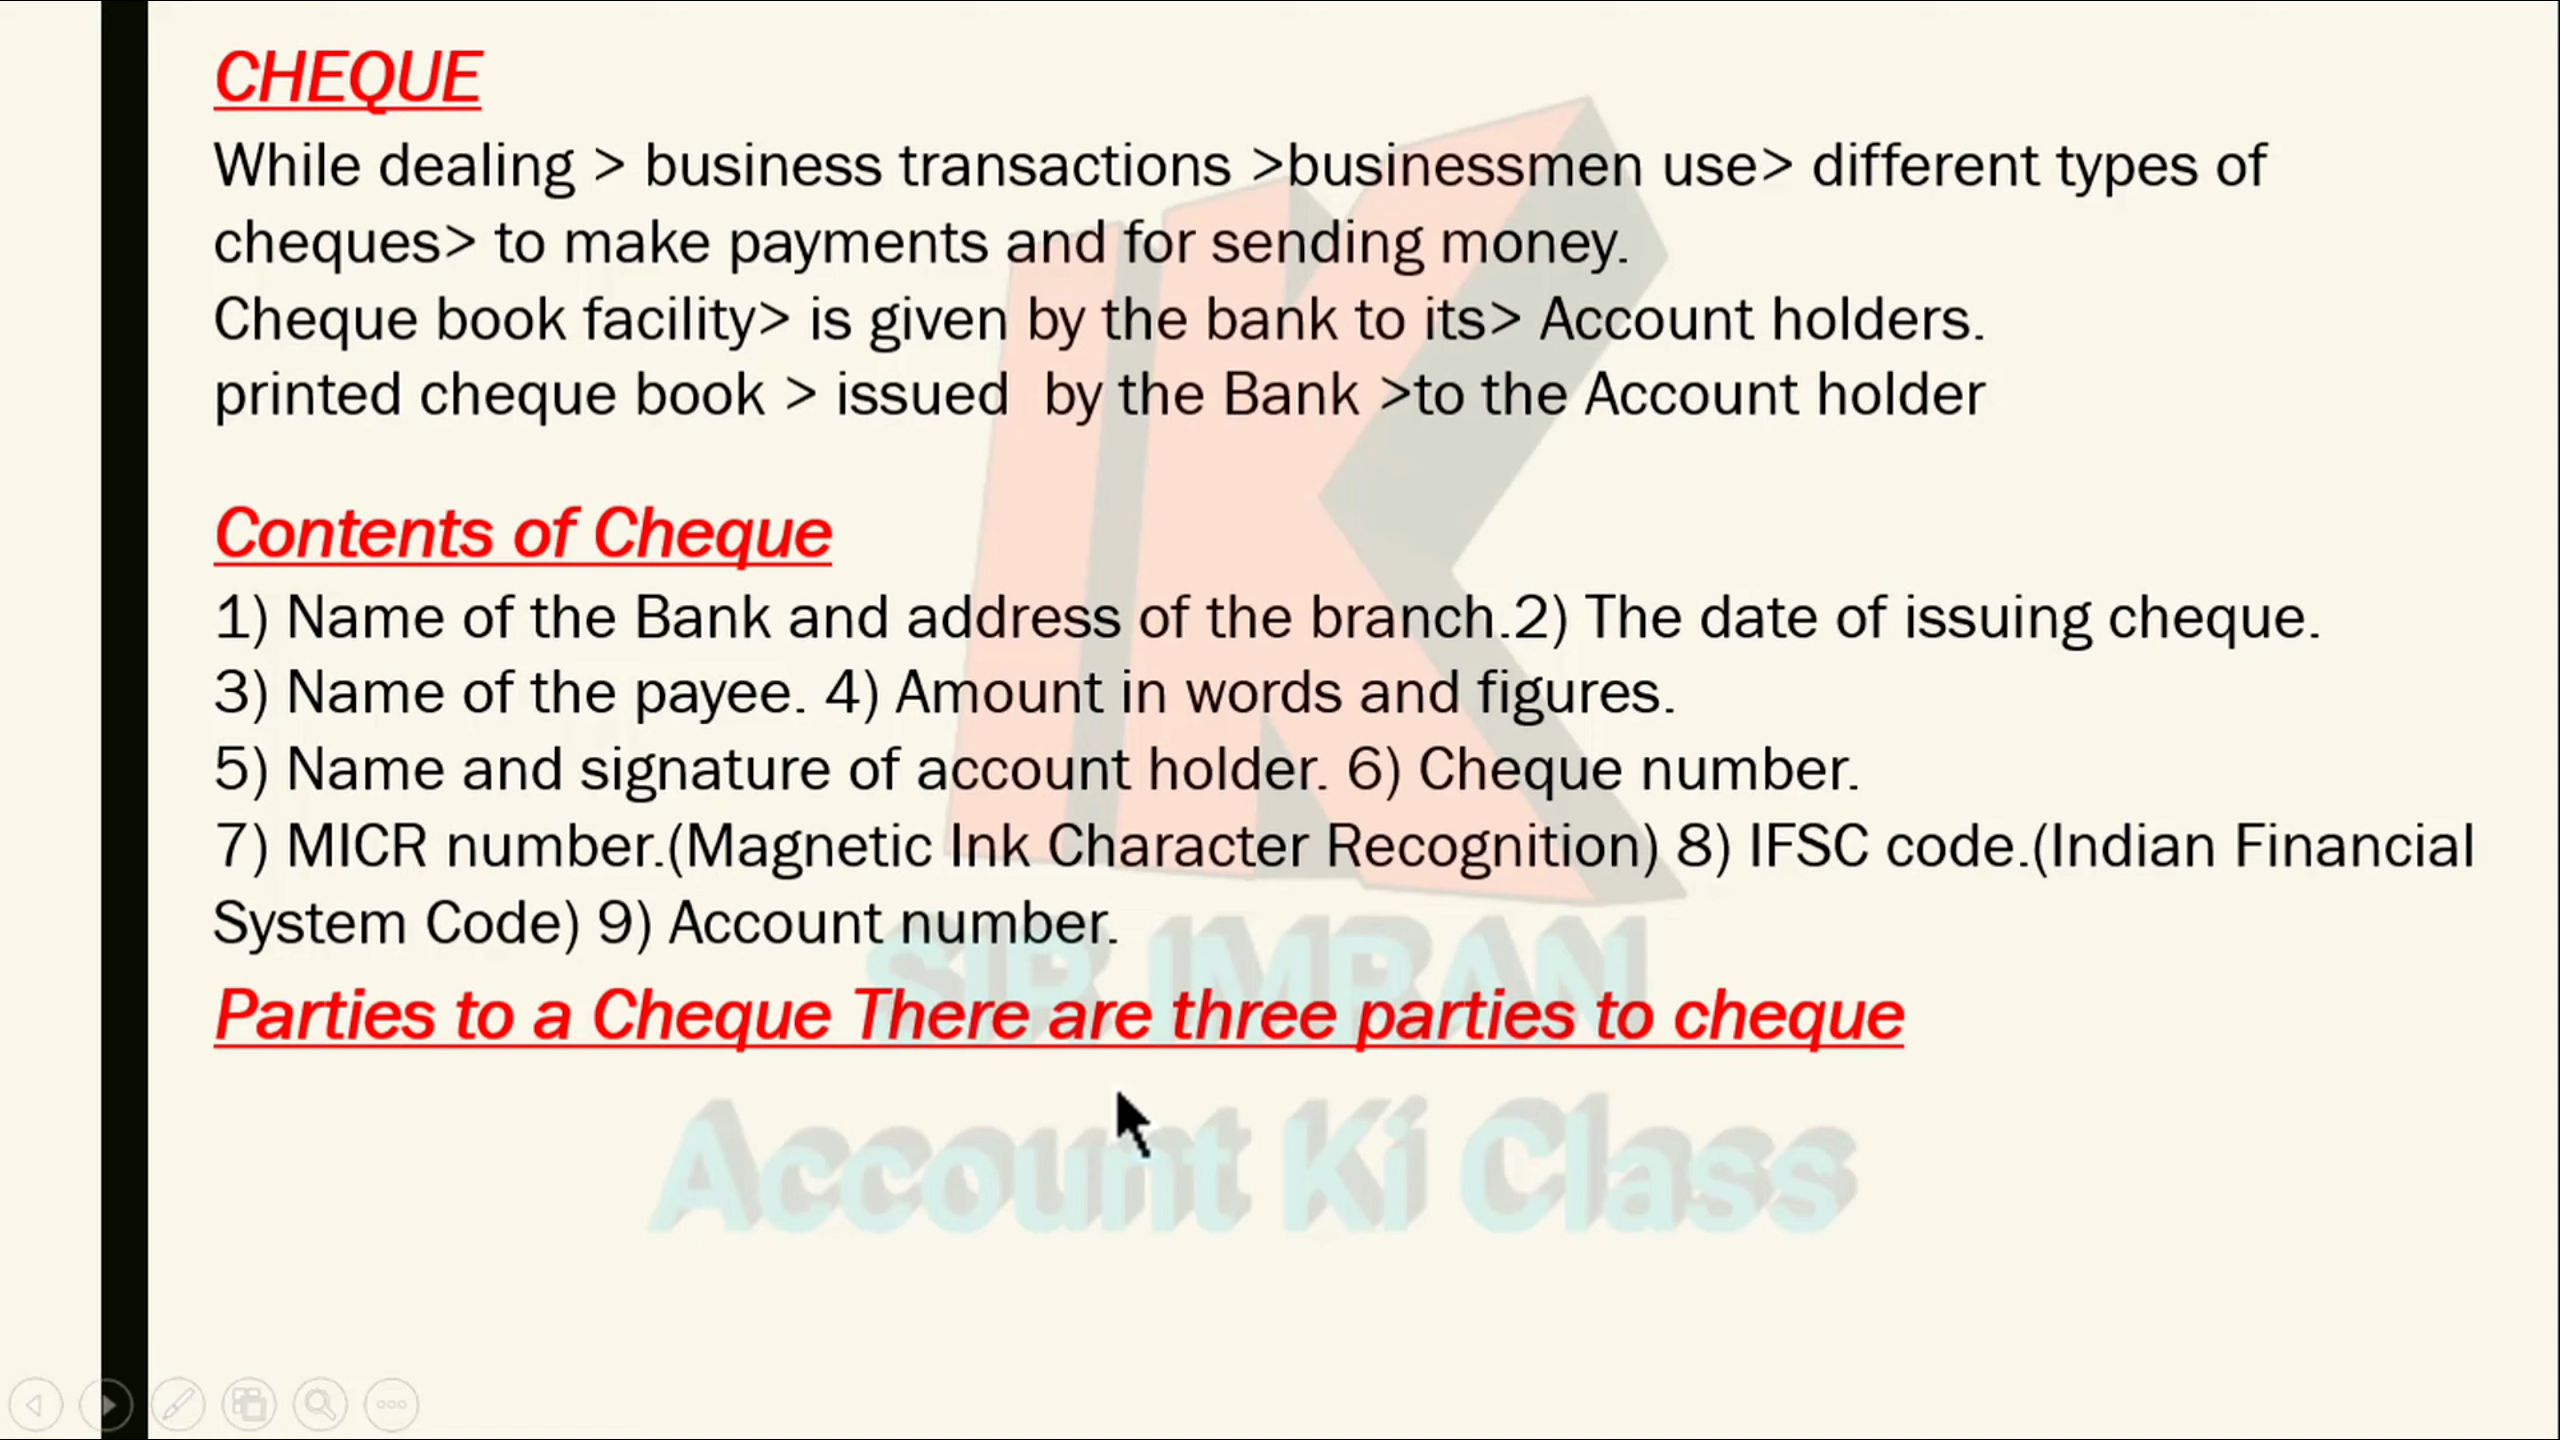 CHEQUE
While dealing > business transactions >businessmen use> different types of
cheques> to make payments and for sending money.
Cheque book facility> is given by the bank to its> Account holders.
printed cheque book > issued  by the Bank >to the Account holder
Contents of Cheque
1) Name of the Bank and address of the branch.2) The date of issuing cheque.
3) Name of the payee. 4) Amount in words and figures.
5) Name and signature of account holder. 6) Cheque number.
7) MICR number.(Magnetic Ink Character Recognition) 8) IFSC code.(Indian Financial
System Code) 9) Account number.
SIR IMRAN
Parties to a Cheque There are three parties to cheque
Account Ki Class